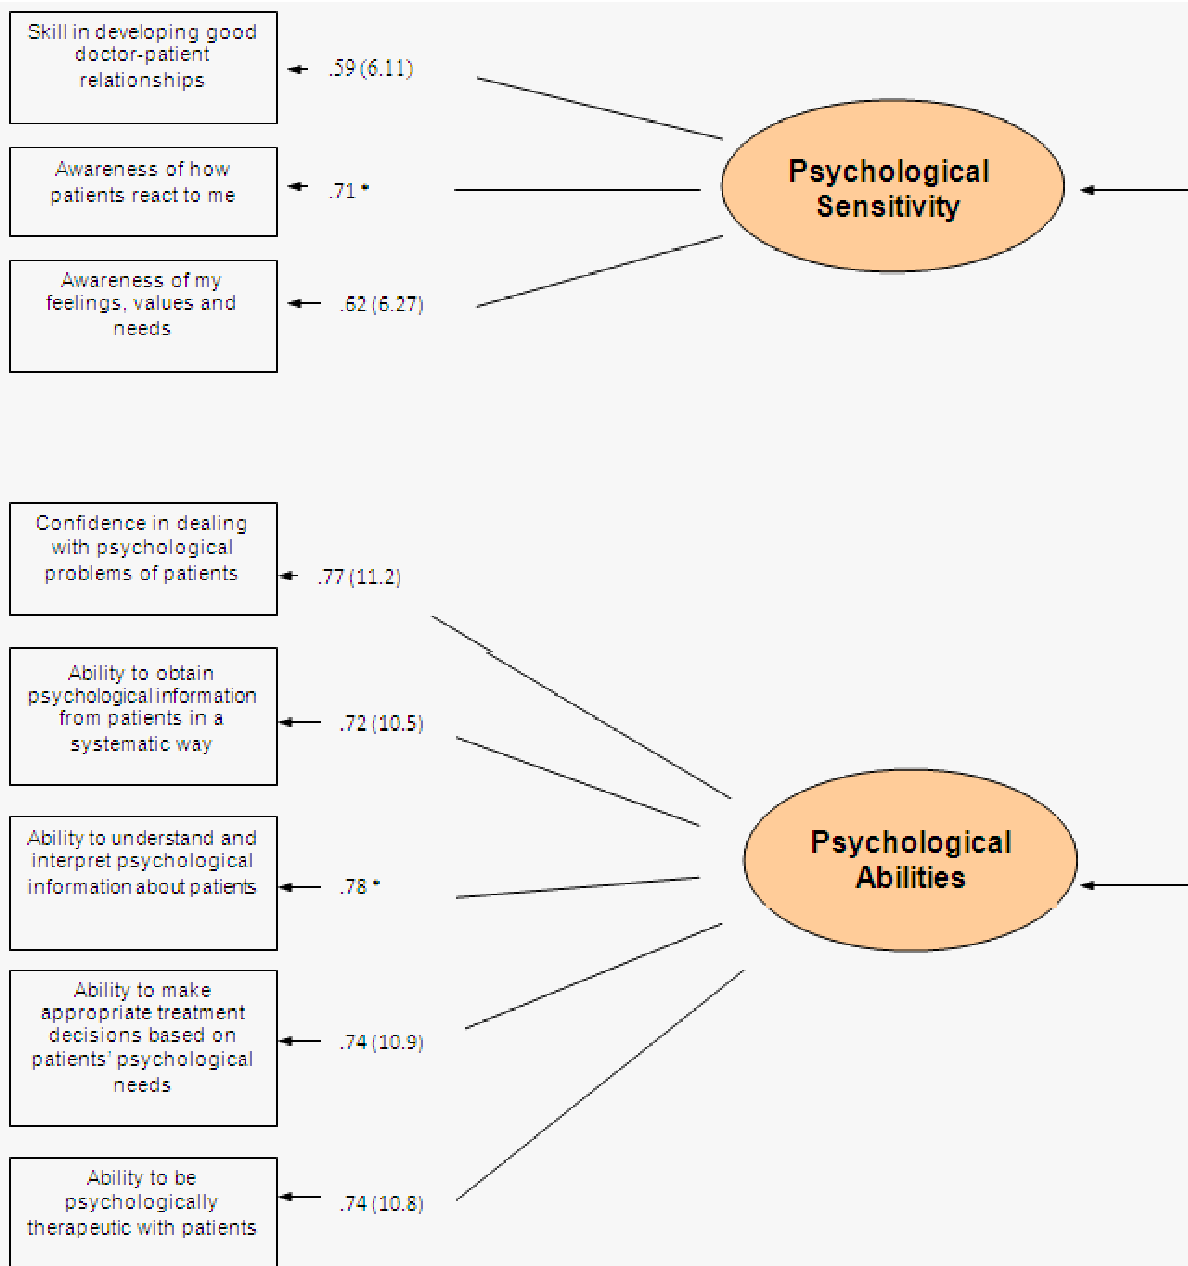 Skill in developing good
doctor-patient
relationships
.59 (6.11)
Awareness of how
patients react to me
.71 *
Psychological
Sensitivity
Awareness of my
feelings, values and
needs
.62 (6.27)
Confidence in dealing
with psychological
problems of patients
.77 (11.2)
Ability to obtain
psychological information
from patients in a
systematic way
.72 (10.5)
Ability to understand and
interpret psychological
information about patients
.78 *
Psychological
Abilities
Ability to make
appropriate treatment
decisions based on
patients' psychological
needs
.74 (10.9)
Ability to be
psychologically
therapeutic with patients
.74 (10.8)